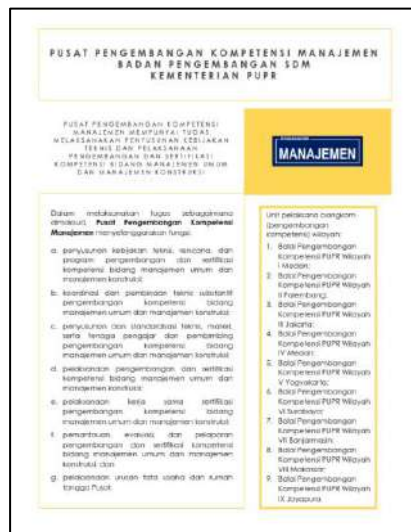 PUSAT PENGEMBANGAN KOMPETENSI MANAJEMEN
BADAN PENGEMBANGAN SDM
KEMENTERIAN PUPR
PUSAT PENGEMBANGAN KOMPETENSI
MANAJEMEN MEMPUNYAI TUGAS
MELAKSANAKAN PENYUSUNAN KEBIJAKAN
TEKNIS DAN PELAKSANAAN
PENGEMBANGAN DAN SERTIFIKASI
KOMPETENSI BIDANG MANAJEMEN UMUM
DAN MANAJEMEN KONSTRUKSI
MANAJEMEN
Dalam melaksanakan tugas sebagaimana
dimaksud, Pusat Pengembangan Kompetensi
Manajemen menyelenggarakan fungsi:
a. penyusunan kebijakan teknis, rencana, dan
program pengembangan dan sertifikasi
kompetensi bidang manajemen umum dan
manajemen konstruksi;
b. koordinasi dan pembinaan teknis substantif
pengembangan kompetensi bidang
manajemen umum dan manajemen konstruksi;
c. penyusunan dan standardisasi teknis, materi,
serta tenaga pengajar dan pembimbing
pengembangan kompetensi bidang
manajemen umum dan manajemen konstruksi;
d. pelaksanaan pengembangan dan sertifikasi
kompetensi bidang manajemen umum dan
manajemen konstruksi;
e. pelaksanaan kerja sama sertifikasi
pengembangan kompetensi bidang
manajemen umum dan manajemen konstruksi;
f. pemantauan, evaluasi, dan pelaporan
pengembangan dan sertifikasi kompetensi
bidang manajemen umum dan manajemen
konstruksi; dan
g. pelaksanaan urusan tata usaha dan rumah
tangga Pusat.
Unit pelaksana
(pengembangan
kompetensi) wilayah:
1. Balai Pengembangan
Kompetensi PUPR Wilayah
I Medan;
2. Balai Pengembangan
Kompetensi PUPR Wilayah
II Palembang;
3. Balai Pengembangan
Kompetensi PUPR Wilayah
III Jakarta;
4. Balai Pengembangan
Kompetensi PUPR Wilayah
IV
5. Balai Pengembangan
Kompetensi PUPR Wilayah
V Yogyakarta;
6. Balai Pengembangan
Kompetensi PUPR Wilayah
VI Surabaya;
7. Balai Pengembangan
Kompetensi PUPR Wilayah
VII Banjarmasin;
8. Balai Pengembangan
Kompetensi PUPR Wilayah
VIII Makassar;
9. Balai Pengembangan
Kompetensi PUPR Wilayah
IX Jayapura